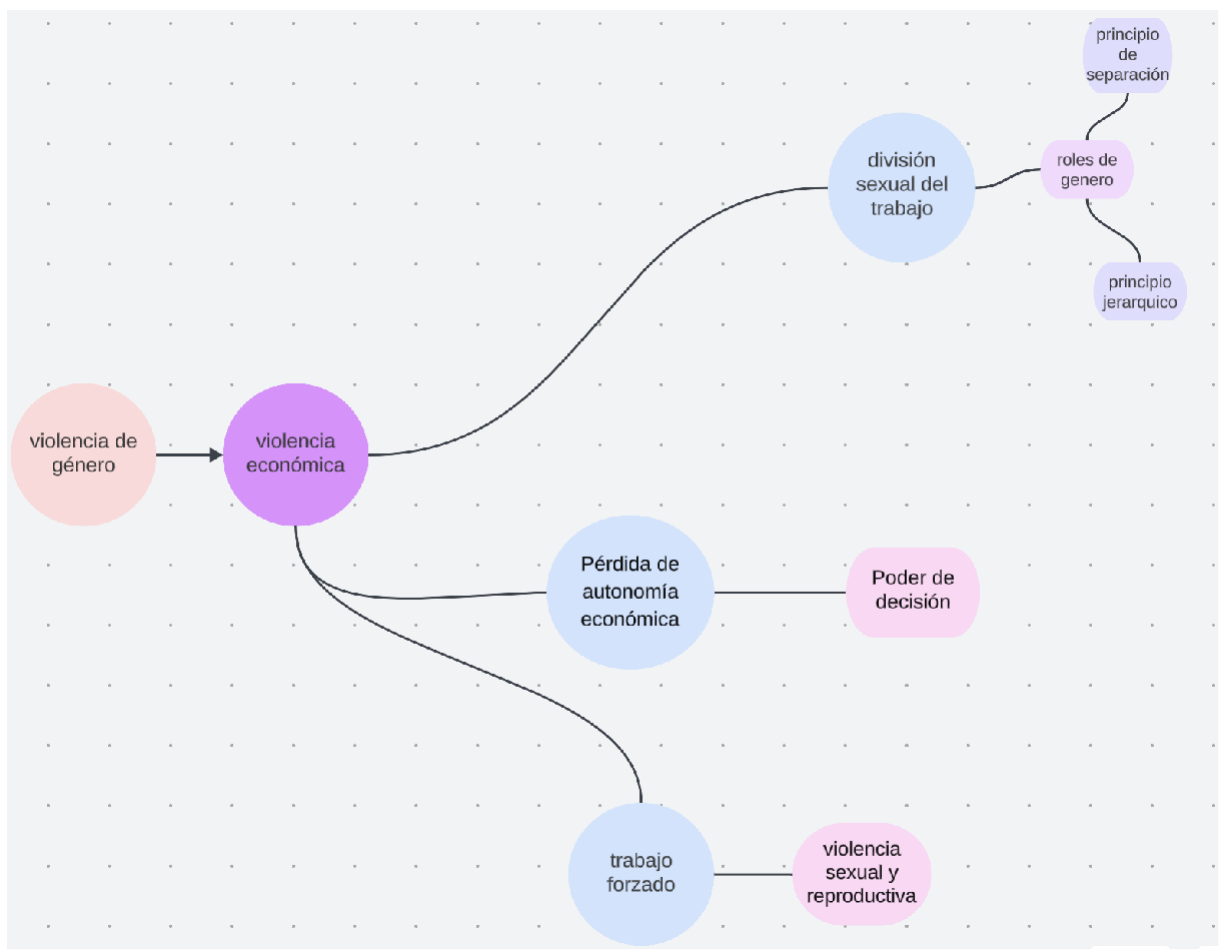 principio
de
separación
división
sexual del
trabajo
roles de
genero
principio
jerarquico
violencia de
género
violencia
económica
Pérdida de
autonomía
económica
Poder de
decisión
trabajo
forzado
violencia
sexual y
reproductiva